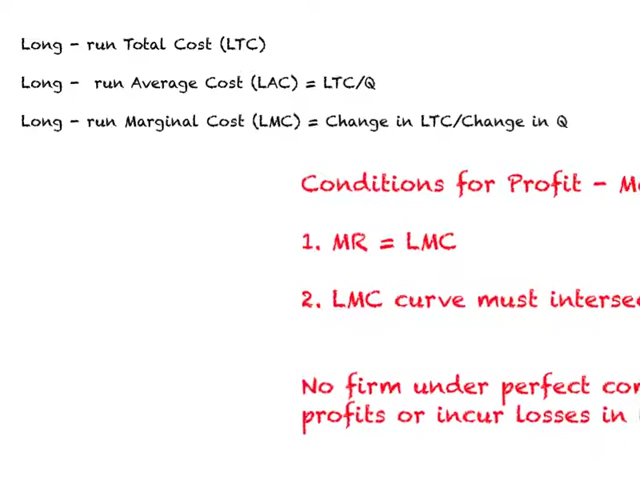 Long - run Total Cost (LTC)
Long - run Average Cost (LAC) = LTC/Q
Long - run Marginal Cost (LMC) = Change in LTC/Change in Q
Conditions for Profit -
1. MR = LMC
2. LMC curve must
No firm under perfect
profits or incur losses in